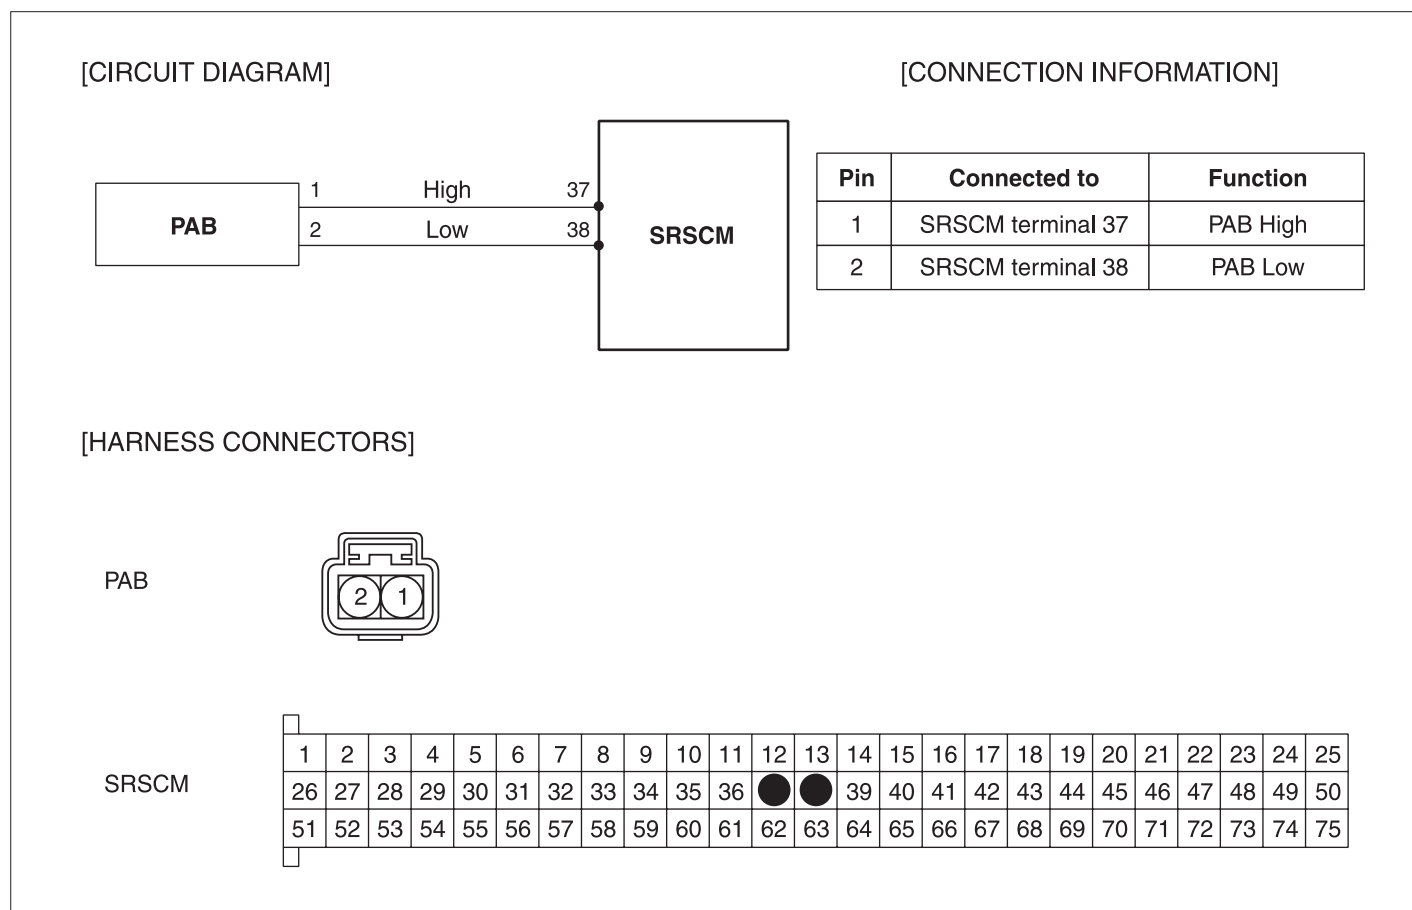 [CIRCUIT DIAGRAM]
[CONNECTION INFORMATION]
PAB
1 High 37
2 Low 38
SRSCM
Pin Connected to Function
1 SRSCM terminal 37 PAB High
2 SRSCM terminal 38 PAB Low
[HARNESS CONNECTORS]
PAB
2 1
SRSCM
1 2 3 4 5 6 7 8 9 10 11 12 13 14 15 16 17 18 19 20 21 22 23 24 25
26 27 28 29 30 31 32 33 34 35 36 39 40 41 42 43 44 45 46 47 48 49 50
51 52 53 54 55 56 57 58 59 60 61 62 63 64 65 66 67 68 69 70 71 72 73 74 75